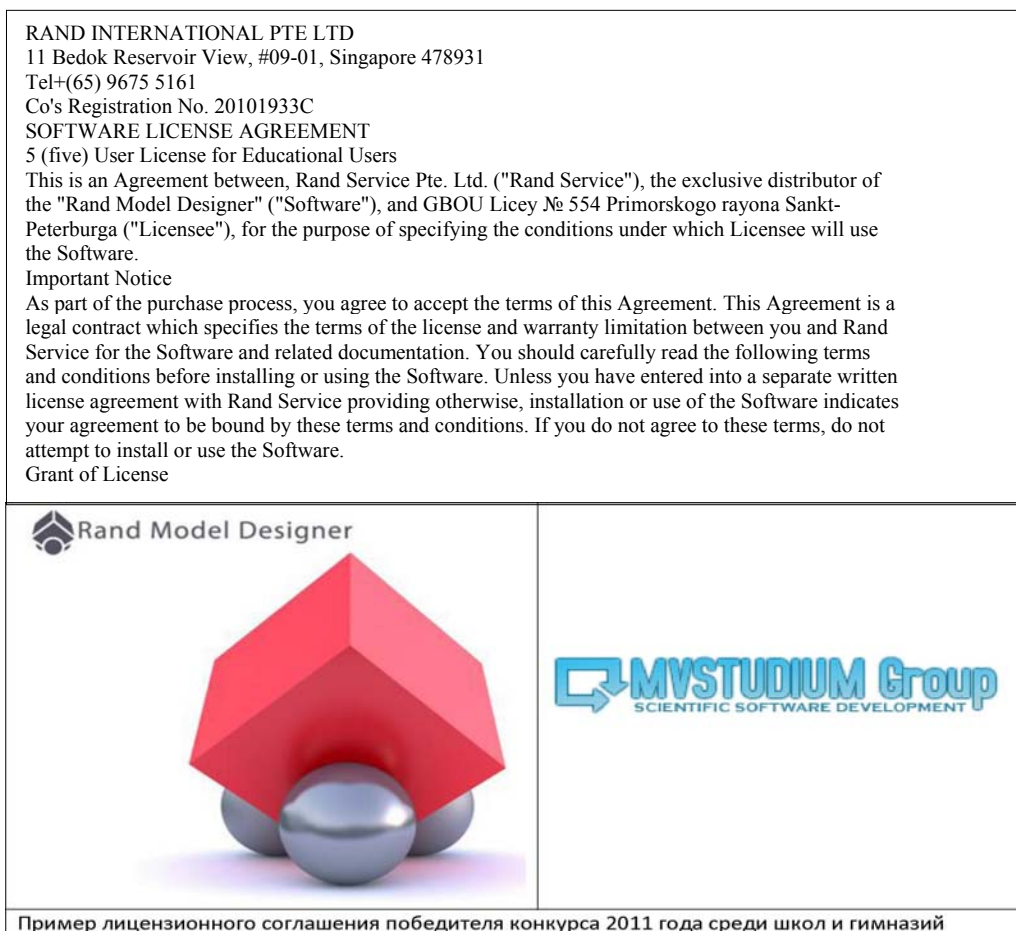 RAND INTERNATIONAL PTE LTD
11 Bedok Reservoir View, #09-01, Singapore 478931
Tel+(65) 9675 5161
Co's Registration No. 20101933C
SOFTWARE LICENSE AGREEMENT
5 (five) User License for Educational Users
This is an Agreement between, Rand Service Pte. Ltd. ("Rand Service"), the exclusive distributor of
the "Rand Model Designer" ("Software"), and GBOU Licey № 554 Primorskogo rayona Sankt-
Peterburga ("Licensee"), for the purpose of specifying the conditions under which Licensee will use
the Software.
Important Notice
As part of the purchase process, you agree to accept the terms of this Agreement. This Agreement is a
legal contract which specifies the terms of the license and warranty limitation between you and Rand
Service for the Software and related documentation. You should carefully read the following terms
and conditions before installing or using the Software. Unless you have entered into a separate written
license agreement with Rand Service providing otherwise, installation or use of the Software indicates
your agreement to be bound by these terms and conditions. If you do not agree to these terms, do not
attempt to install or use the Software.
Grant of License
Rand Model Designer
MVSTUDIUM Group
SCIENTIFIC SOFTWARE DEVELOPMENT
Пример лицензионного соглашения победителя конкурса 2011 года среди школ и гимназий